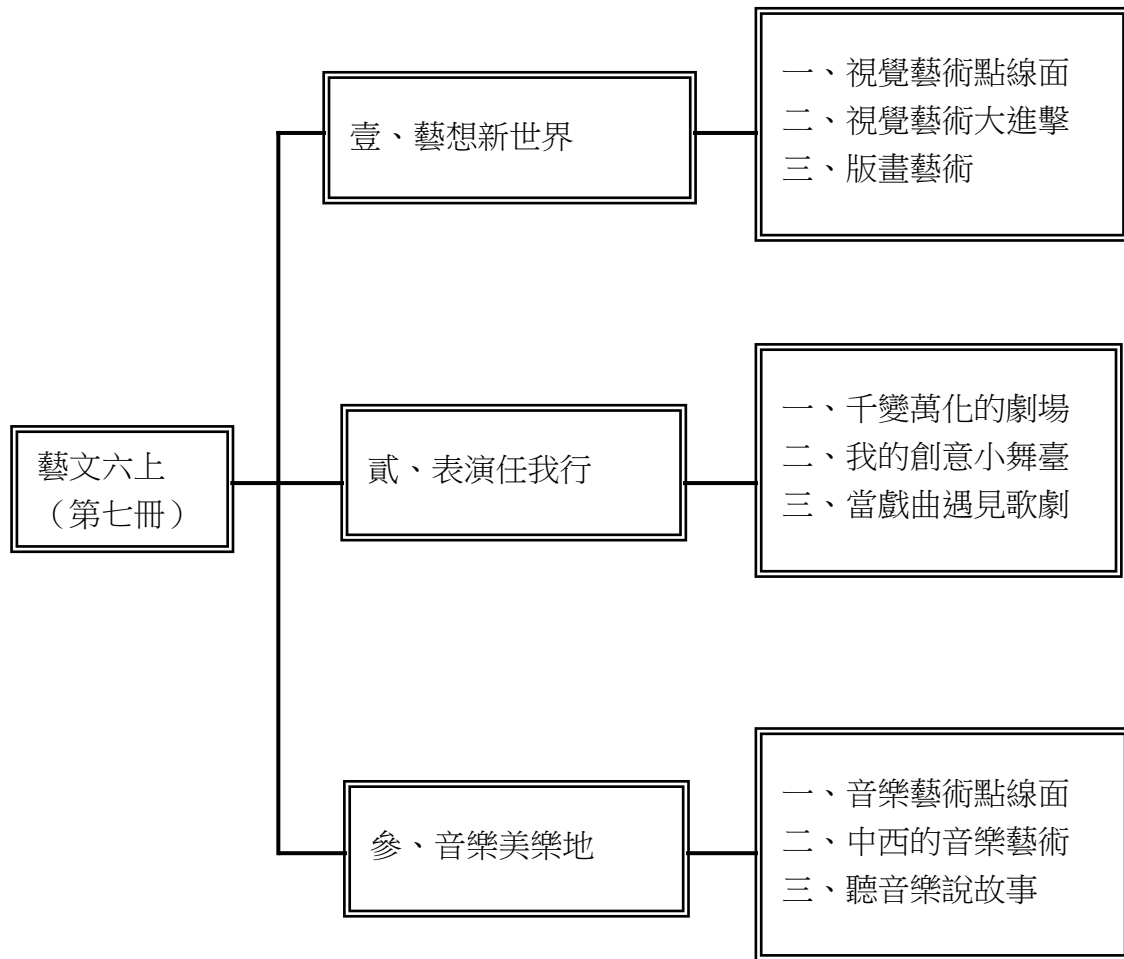 藝文六上
（第七冊）
壹、藝想新世界
一、視覺藝術點線面
二、視覺藝術大進擊
三、版畫藝術
貳、表演任我行
一、千變萬化的劇場
二、我的創意小舞臺
三、當戲曲遇見歌劇
參、音樂美樂地
一、音樂藝術點線面
二、中西的音樂藝術
三、聽音樂說故事